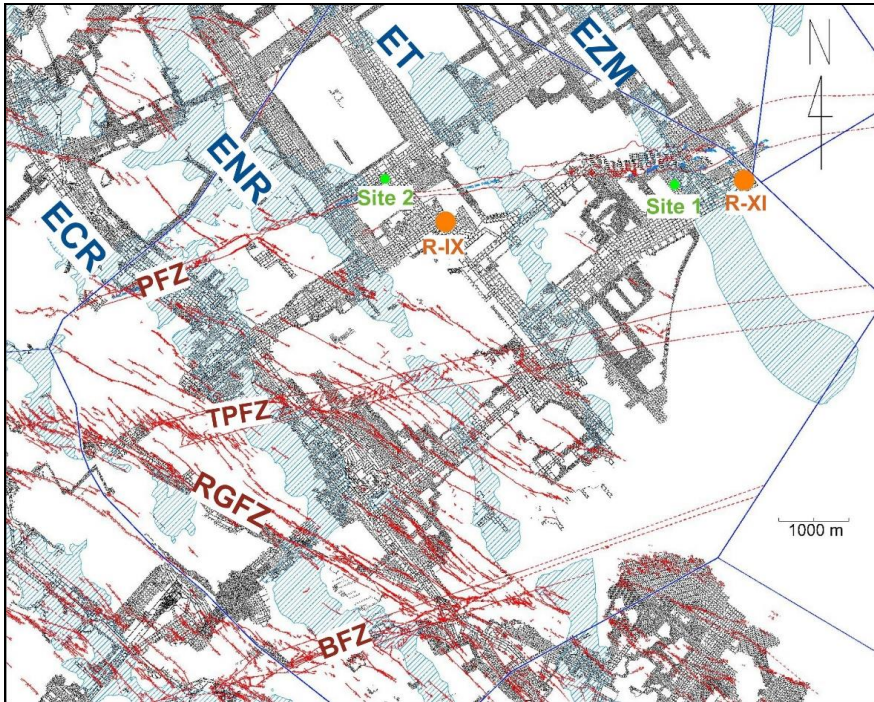 EZM
ET
N
ENR
ECR
Site 2
Site 1
R-XI
R-IX
PFZ
TPFZ
RGFZ
BFZ
1000 m